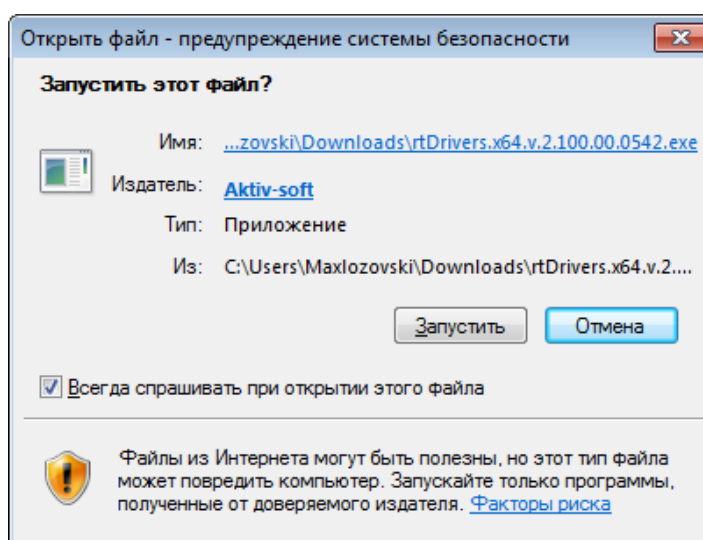 Открыть файл - предупреждение системы безопасности
Запустить этот файл?
Имя: ...zovski\Downloads\rtDrivers.x64.v.2.100.00.0542.exe
Издатель: Aktiv-soft
Тип: Приложение
Из: C:\Users\Maxlozovski\Downloads\rtDrivers.x64.v.2....
Запустить Отмена
Всегда спрашивать при открытии этого файла
Файлы из Интернета могут быть полезны, но этот тип файла
может повредить компьютер. Запускайте только программы,
полученные от доверяемого издателя. Факторы риска